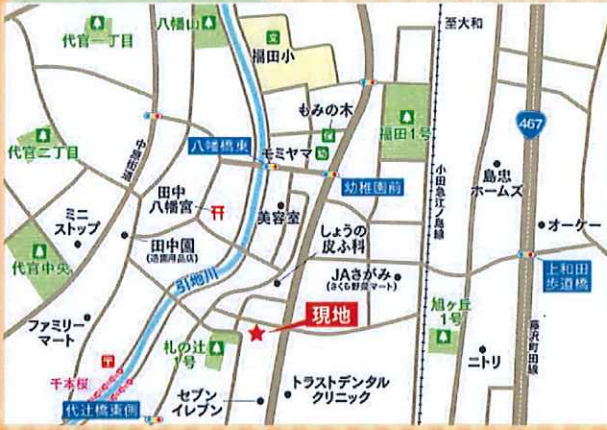 代官一丁目
八幡山
文
福田小
至大和
もみの木
保
福田1号
467
代官二丁目
中原街道
八幡橋東
モミヤマ
幼
幼稚園前
小田急江ノ島線
島忠
ホームズ
ミニ
ストップ
田中
八幡宮
美容室
オーケー
代官中央
田中園
(造園用品店)
しょうの
皮ふ科
引地川
JAさがみ
(さくら野菜マート)
上和田
歩道橋
現地
旭ヶ丘
1号
藤沢町田線
ファミリー
マート
札の辻
1号
ニトリ
千本桜
代辻橋東側
セブン
イレブン
トラストデンタル
クリニック